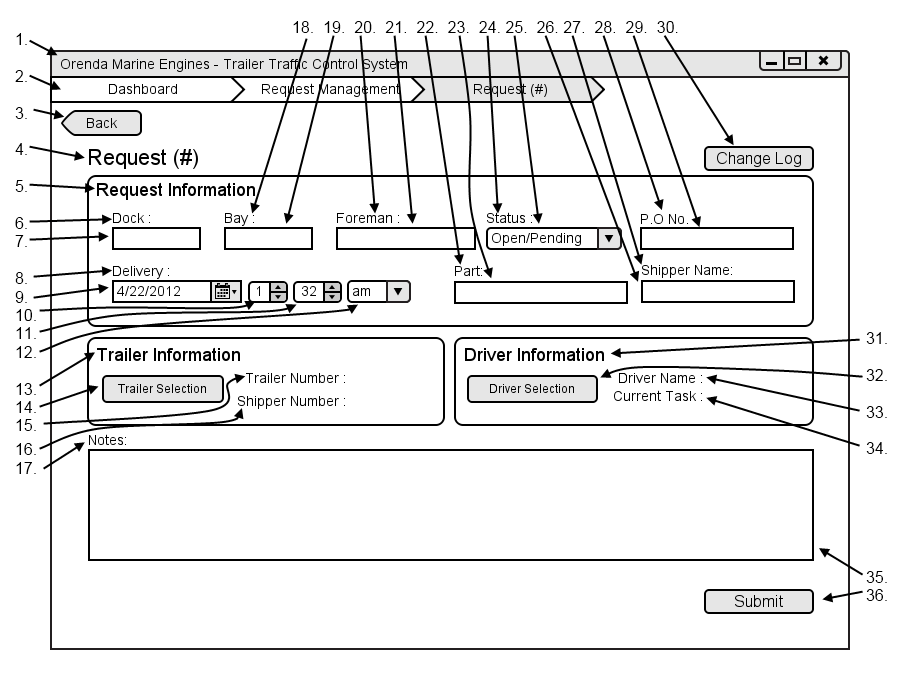 18. 19. 20. 21. 22. 23. 24. 25. 26. 27. 28. 29. 30.
1.
Orenda Marine Engines - Trailer Traffic Control System
2.
Dashboard Request Management Request (#)
3.
Back
4.
Request (#)
Change Log
5.
Request Information
6.
Dock : Bay : Foreman : Status : P.O No.
7.
Open/Pending
8.
Delivery : Part: Shipper Name:
9.
4/22/2012 1 32 am
10.
11.
12.
13.
Trailer Information
Driver Information
31.
14.
Trailer Selection
Trailer Number :
Shipper Number :
Driver Selection
Driver Name :
Current Task :
32.
33.
15.
16.
34.
17.
Notes:
35.
36.
Submit